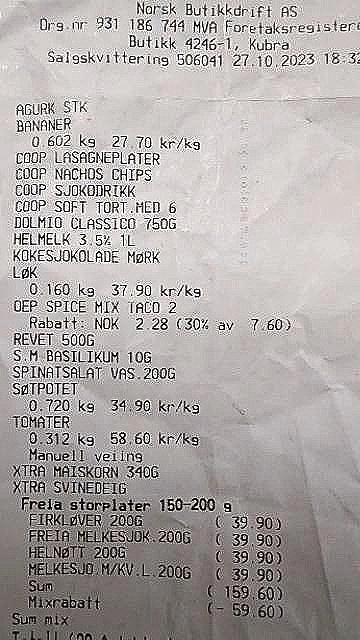 Norsk Butikkdrift AS
Org.nr 931 186 744 MVA Foretaksregistere
Butikk 4246-1, Kubra
Salgskvittering 506041 27.10.2023 18:32
AGURK STK
BANANER
0.602 kg 27.70 kr/kg
COOP LASAGNEPLATER
COOP NACHOS CHIPS
COOP SJOKODRIKK
COOP SOFT TORT.MED 6
DOLMIO CLASSICO 750G
HELMELK 3.5% 1L
KOKESJOKOLADE MØRK
LØK
0.160 kg 37.90 kr/kg
OEP SPICE MIX TACO 2
Rabatt: NOK 2.28 (30% av 7.60)
REVET 500G
S.M BASILIKUM 10G
SPINATSALAT VAS.200G
SØTPOTET
0.720 kg 34.90 kr/kg
TOMATER
0.312 kg 58.60 kr/kg
Manuell veiing
XTRA MAISKORN 340G
XTRA SVINEDEIG
Freia storplater 150-200 g
FIRKLØVER 200G ( 39.90)
FREIA MELKESJOK.200G ( 39.90)
HELNØTT 200G ( 39.90)
MELKESJO.M/KV.L.200G ( 39.90)
Sum ( 159.60)
Mixrabatt (- 59.60)
Sum mix